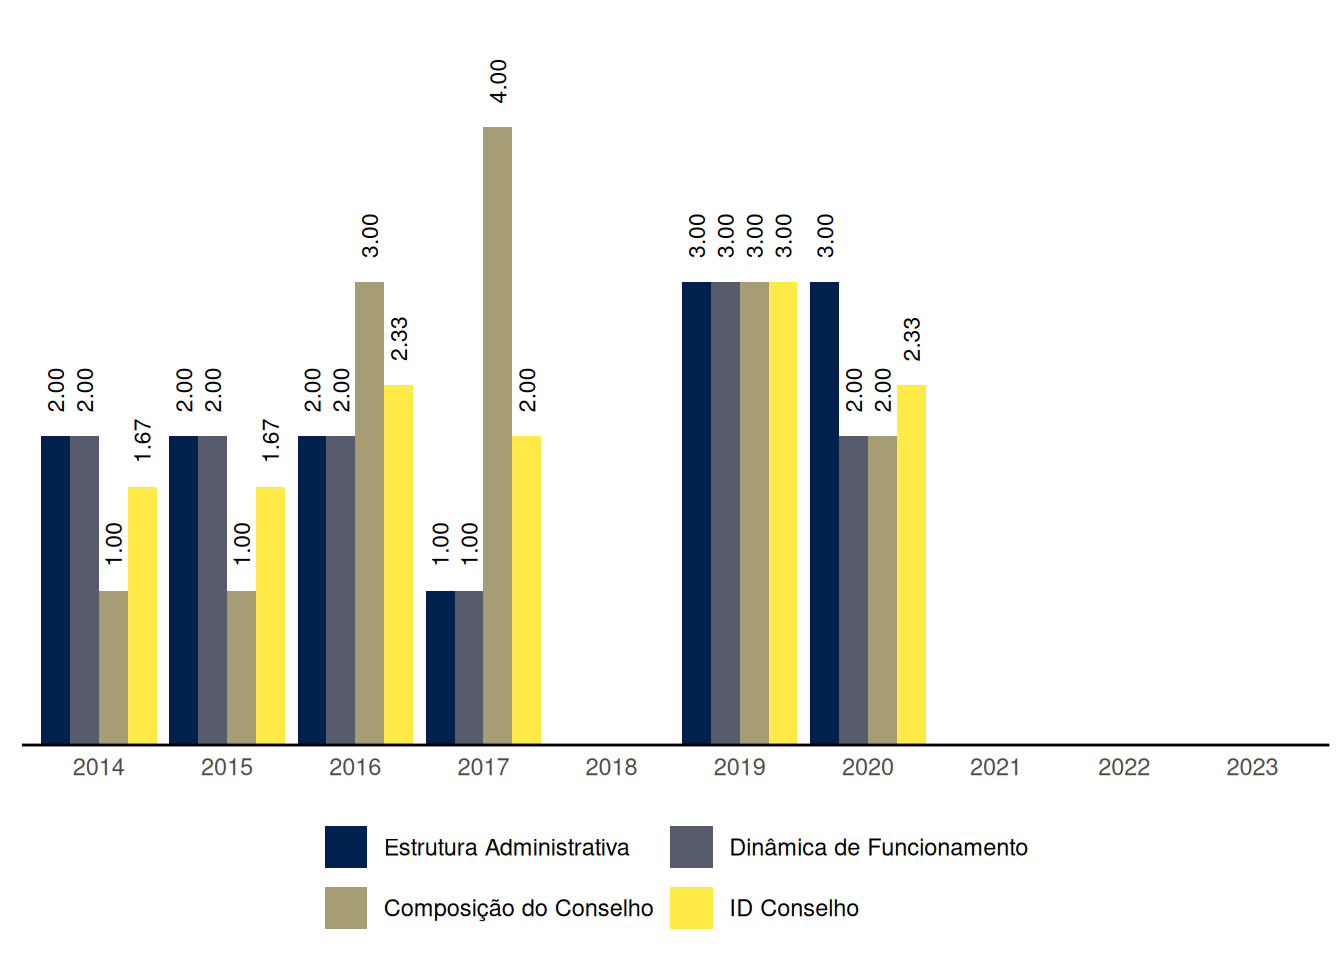 4.00
3.00
3.00 3.00 3.00 3.00 3.00
2.33
2.33
2.00 2.00
2.00 2.00
2.00 2.00
2.00
2.00 2.00
1.67
1.67
1.00
1.00
1.00 1.00
2014 2015 2016 2017 2018 2019 2020 2021 2022 2023
Estrutura Administrativa
Dinâmica de Funcionamento
Composição do Conselho
ID Conselho